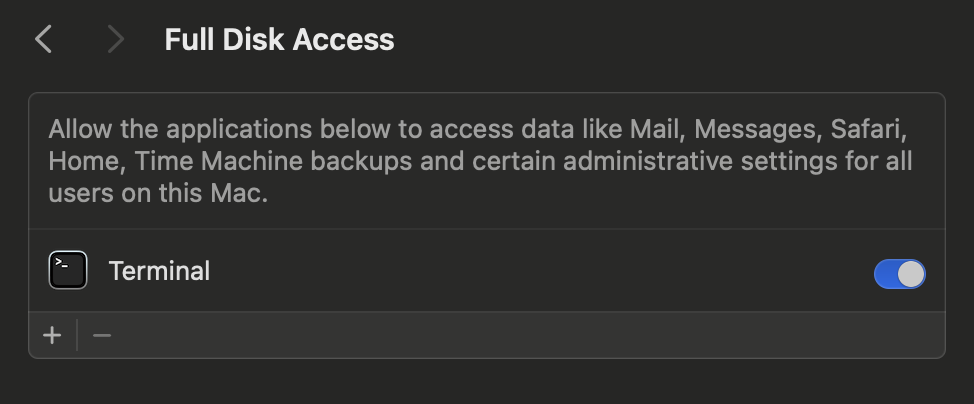 Full Disk Access
Allow the applications below to access data like Mail, Messages, Safari,
Home, Time Machine backups and certain administrative settings for all
users on this Mac.
Terminal